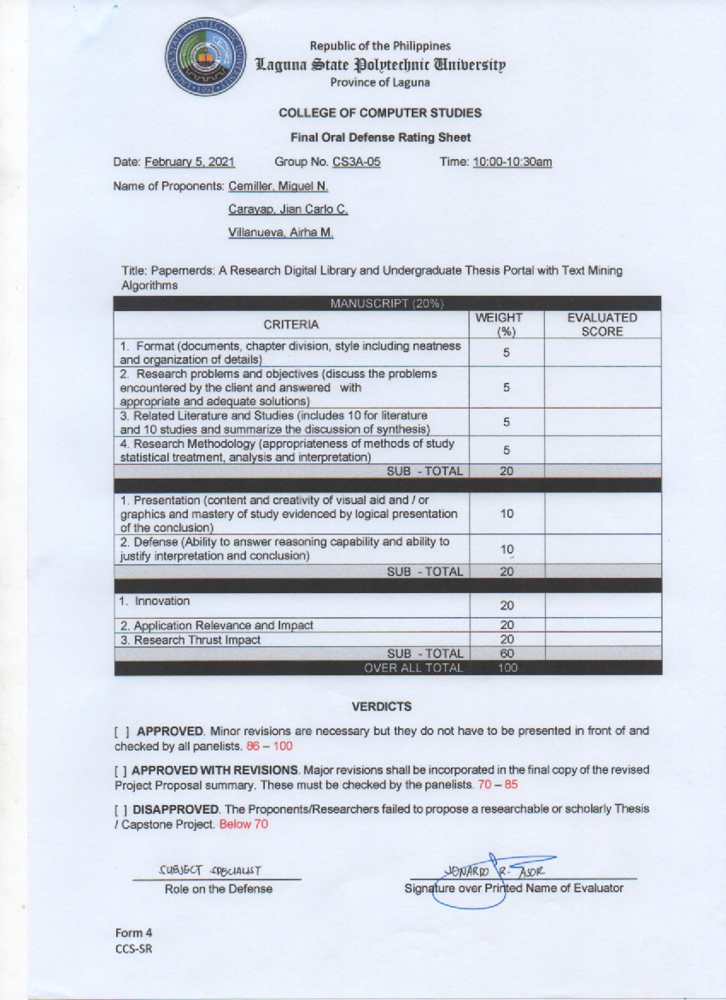 LAGUNA STATE POLYTECHNIC UNIVERSITY
1952
Republic of the Philippines
Laguna State Polytechnic University
Province of Laguna
COLLEGE OF COMPUTER STUDIES
Final Oral Defense Rating Sheet
Date: February 5, 2021 Group No. CS3A-05 Time: 10:00-10:30am
Name of Proponents: Cemiller, Miguel N.
Carayap, Jian Carlo C.
Villanueva, Airha M.
Title: Papernerds: A Research Digital Library and Undergraduate Thesis Portal with Text Mining
Algorithms
MANUSCRIPT (20%)
CRITERIA WEIGHT (%) EVALUATED SCORE
1. Format (documents, chapter division, style including neatness
and organization of details) 5
2. Research problems and objectives (discuss the problems
encountered by the client and answered with
appropriate and adequate solutions) 5
3. Related Literature and Studies (includes 10 for literature
and 10 studies and summarize the discussion of synthesis) 5
4. Research Methodology (appropriateness of methods of study
statistical treatment, analysis and interpretation) 5
SUB - TOTAL 20
1. Presentation (content and creativity of visual aid and / or
graphics and mastery of study evidenced by logical presentation
of the conclusion) 10
2. Defense (Ability to answer reasoning capability and ability to
justify interpretation and conclusion) 10
SUB - TOTAL 20
1. Innovation 20
2. Application Relevance and Impact 20
3. Research Thrust Impact 20
SUB - TOTAL 60
OVER ALL TOTAL 100
VERDICTS
[ ] APPROVED. Minor revisions are necessary but they do not have to be presented in front of and
checked by all panelists. 86 – 100
[ ] APPROVED WITH REVISIONS. Major revisions shall be incorporated in the final copy of the revised
Project Proposal summary. These must be checked by the panelists. 70 – 85
[ ] DISAPPROVED. The Proponents/Researchers failed to propose a researchable or scholarly Thesis
/ Capstone Project. Below 70
SUBJECT SPECIALIST JONARDO R. ASOR
Role on the Defense Signature over Printed Name of Evaluator
Form 4
CCS-SR